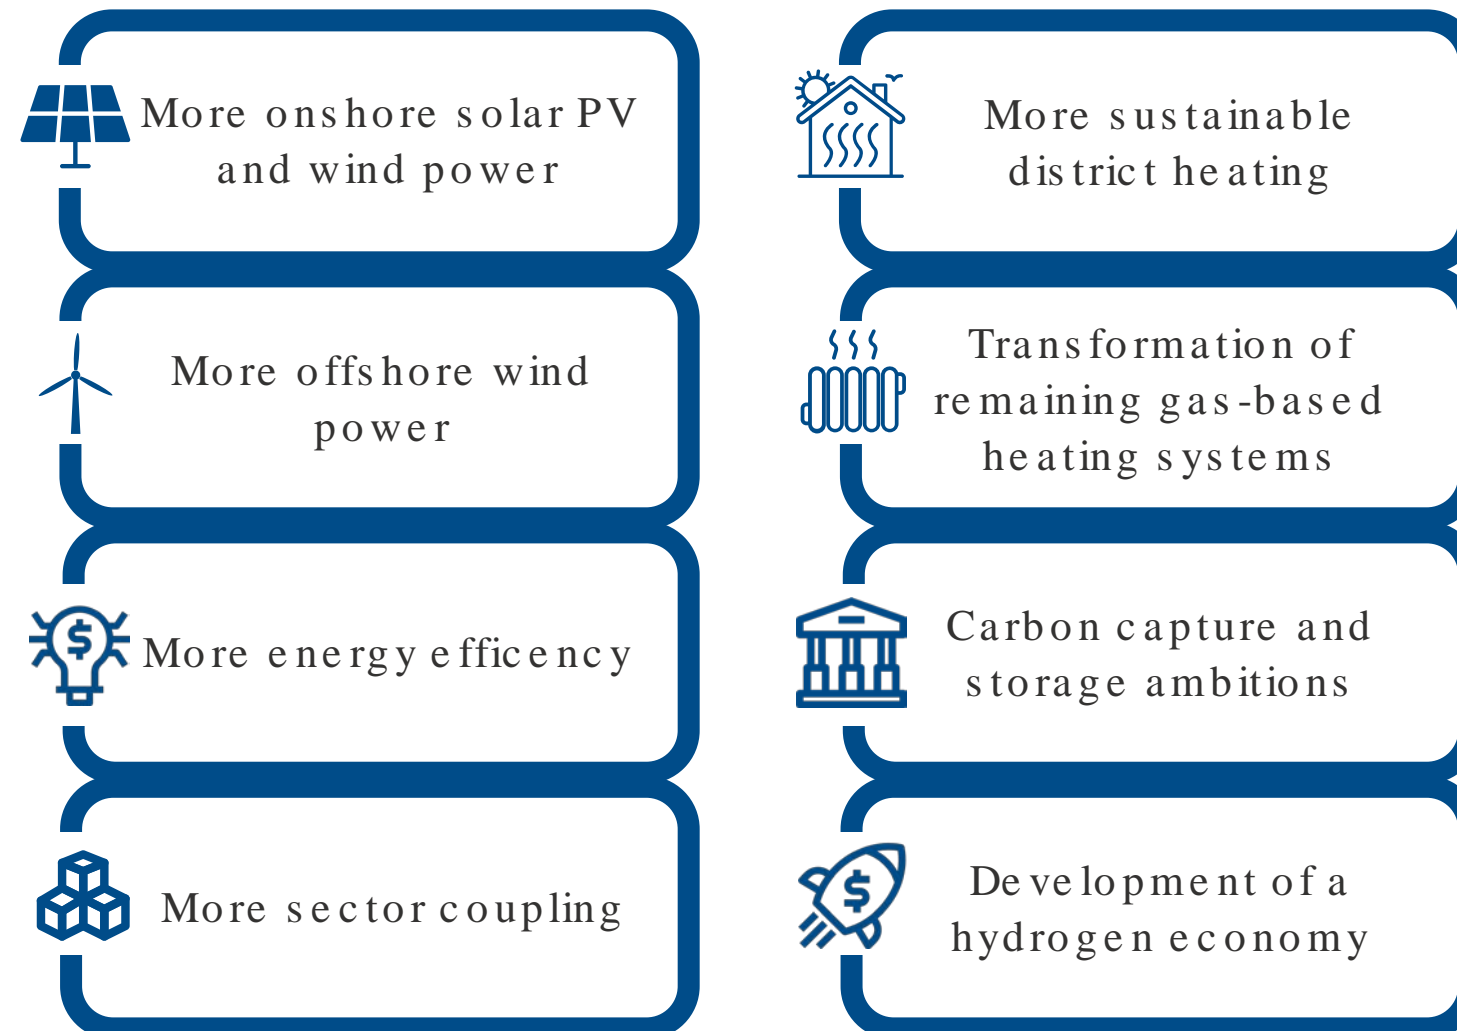 More onshore solar PV
and wind power
More offshore wind
power
More energy efficency
More sector coupling
More sustainable
district heating
Transformation of
remaining gas-based
heating systems
Carbon capture and
storage ambitions
Development of a
hydrogen economy